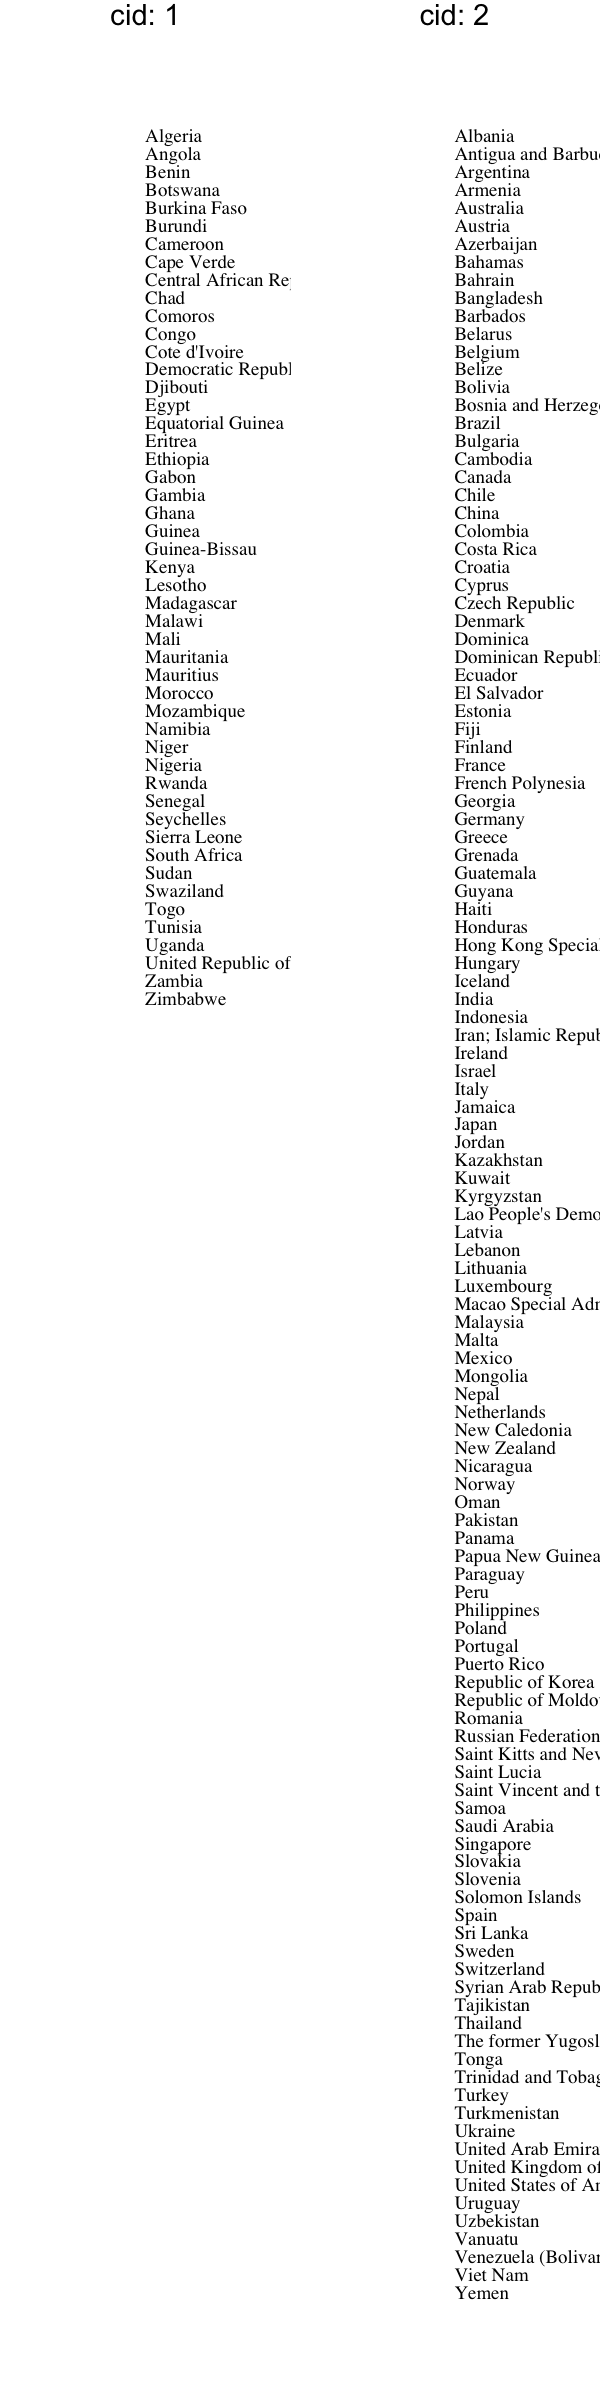 cid: 1
Algeria
Angola
Benin
Botswana
Burkina Faso
Burundi
Cameroon
Cape Verde
Central African Re
Chad
Comoros
Congo
Cote d'Ivoire
Democratic Republ
Djibouti
Egypt
Equatorial Guinea
Eritrea
Ethiopia
Gabon
Gambia
Ghana
Guinea
Guinea-Bissau
Kenya
Lesotho
Madagascar
Malawi
Mali
Mauritania
Mauritius
Morocco
Mozambique
Namibia
Niger
Nigeria
Rwanda
Senegal
Seychelles
Sierra Leone
South Africa
Sudan
Swaziland
Togo
Tunisia
Uganda
United Republic of
Zambia
Zimbabwe
cid: 2
Albania
Antigua and Barbu
Argentina
Armenia
Australia
Austria
Azerbaijan
Bahamas
Bahrain
Bangladesh
Barbados
Belarus
Belgium
Belize
Bolivia
Bosnia and Herzeg
Brazil
Bulgaria
Cambodia
Canada
Chile
China
Colombia
Costa Rica
Croatia
Cyprus
Czech Republic
Denmark
Dominica
Dominican Republi
Ecuador
El Salvador
Estonia
Fiji
Finland
France
French Polynesia
Georgia
Germany
Greece
Grenada
Guatemala
Guyana
Haiti
Honduras
Hong Kong Special
Hungary
Iceland
India
Indonesia
Iran; Islamic Repub
Ireland
Israel
Italy
Jamaica
Japan
Jordan
Kazakhstan
Kuwait
Kyrgyzstan
Lao People's Demo
Latvia
Lebanon
Lithuania
Luxembourg
Macao Special Adm
Malaysia
Malta
Mexico
Mongolia
Nepal
Netherlands
New Caledonia
New Zealand
Nicaragua
Norway
Oman
Pakistan
Panama
Papua New Guinea
Paraguay
Peru
Philippines
Poland
Portugal
Puerto Rico
Republic of Korea
Republic of Moldo
Romania
Russian Federation
Saint Kitts and Nev
Saint Lucia
Saint Vincent and t
Samoa
Saudi Arabia
Singapore
Slovakia
Slovenia
Solomon Islands
Spain
Sri Lanka
Sweden
Switzerland
Syrian Arab Repub
Tajikistan
Thailand
The former Yugosl
Tonga
Trinidad and Tobag
Turkey
Turkmenistan
Ukraine
United Arab Emira
United Kingdom of
United States of Am
Uruguay
Uzbekistan
Vanuatu
Venezuela (Bolivar
Viet Nam
Yemen